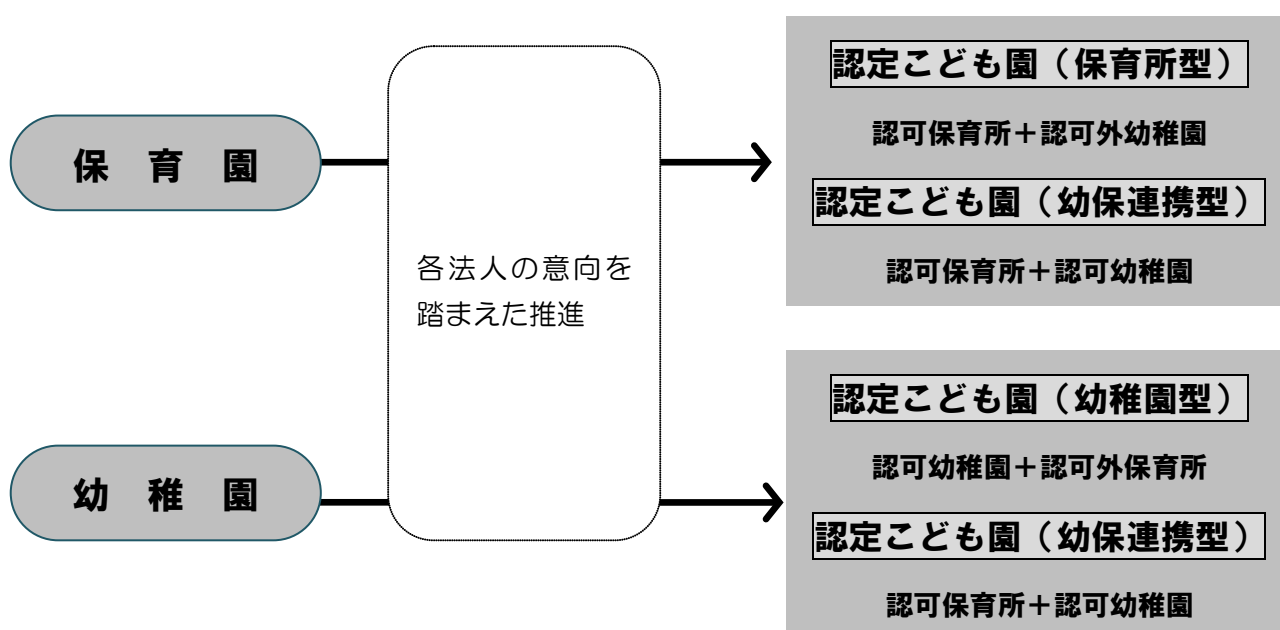 保　育　園
各法人の意向を
踏まえた推進
認定こども園（保育所型）
認可保育所＋認可外幼稚園
認定こども園（幼保連携型）
認可保育所＋認可幼稚園
幼　稚　園
認定こども園（幼稚園型）
認可幼稚園＋認可外保育所
認定こども園（幼保連携型）
認可保育所＋認可幼稚園